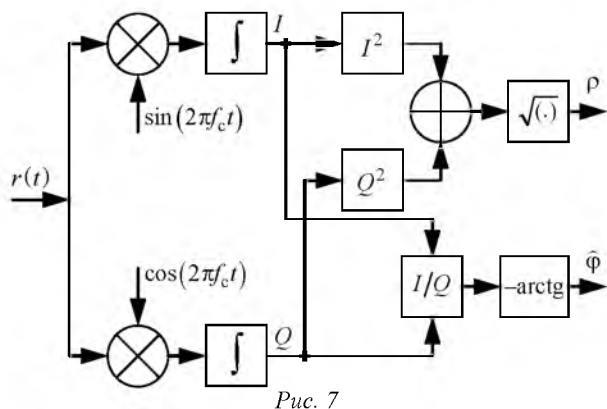 I
∫
I²
sin(2πf_c t)
√(.)
ρ
r(t)
Q²
cos(2πf_c t)
I/Q
–arctg
φ̂
∫
Q
Рис. 7